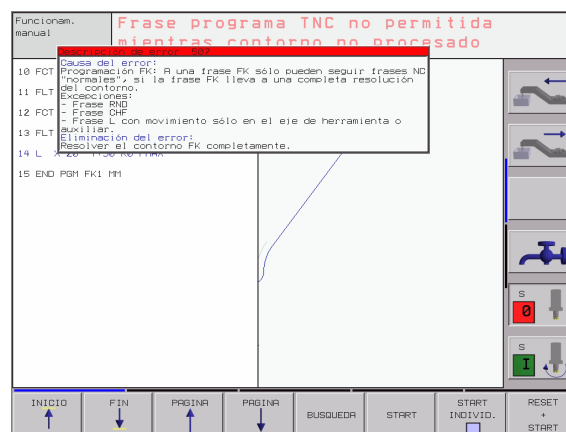 Funcionam.
manual
Frase programa TNC no permitida
mientras contorno no procesado
Descripción de error 507
Causa del error:
Programación FK: A una frase FK sólo pueden seguir frases NC
"normales", si la frase FK lleva a una completa resolución
del contorno.
Excepciones:
- Frase RND
- Frase CHF
- Frase L con movimiento sólo en el eje de herramienta o
auxiliar.
Eliminación del error:
Resolver el contorno FK completamente.
10 FCT
11 FLT
12 FCT
13 FLT
14 L
15 END PGM FK1 MM
S
0
S
I
INICIO
FIN
PAGINA
PAGINA
BUSQUEDA
START
START
INDIVID.
RESET
+
START